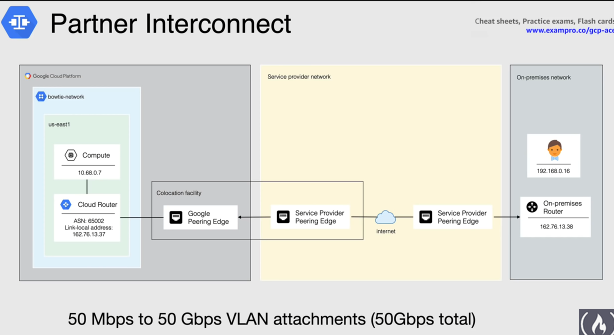 Partner Interconnect
Cheat sheets, Practice exams, Flash cards
www.exampro.co/gcp-ace
Google Cloud Platform
bowtie-network
us-east1
Compute
10.68.0.7
Cloud Router
ASN: 65002
Link-local address:
162.76.13.37
Colocation facility
Google
Peering Edge
Service provider network
Service Provider
Peering Edge
Internet
Service Provider
Peering Edge
On-premises network
192.168.0.16
On-premises
Router
162.76.13.38
50 Mbps to 50 Gbps VLAN attachments (50Gbps total)